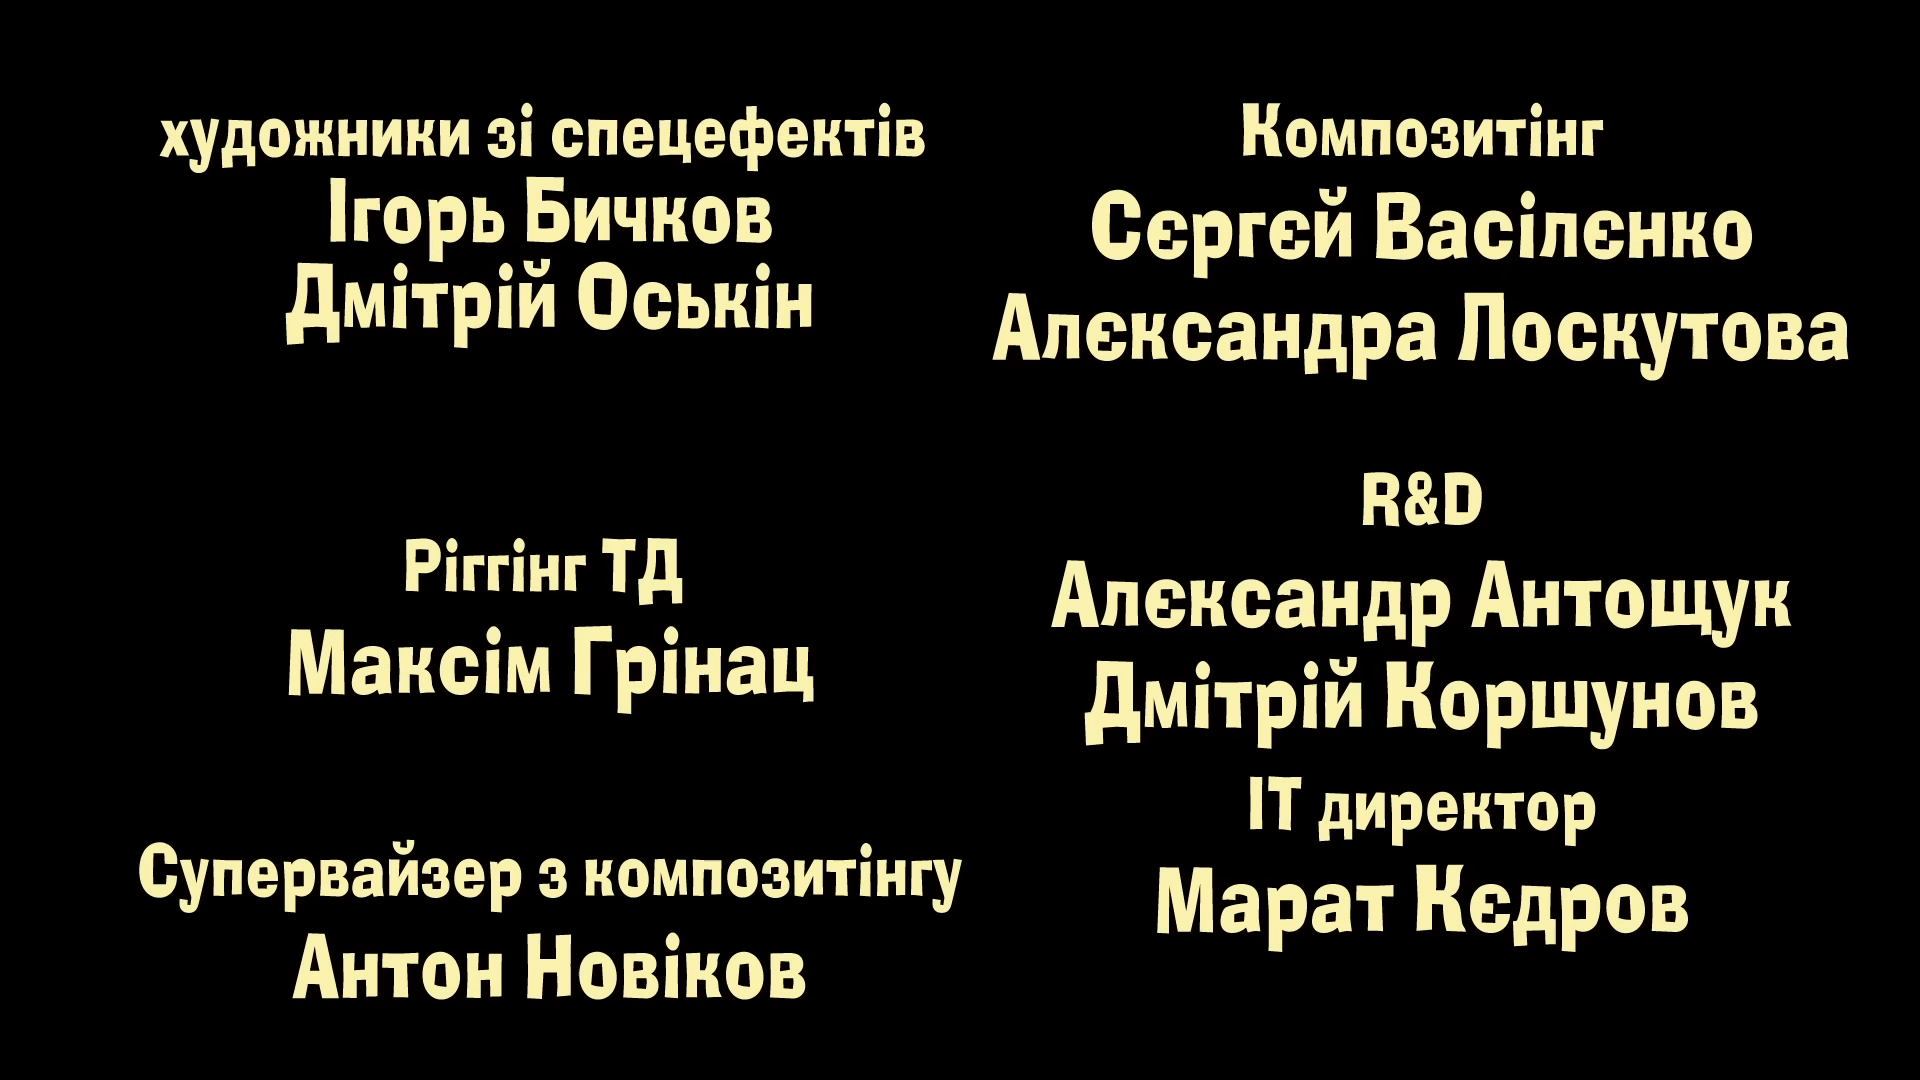 художники зі спецефектів
Ігорь Бичков
Дмітрій Оськін
Ріггінг ТД
Максім Грінац
Супервайзер з композитінгу
Антон Новіков
Композитінг
Сєргєй Васілєнко
Алєксандра Лоскутова
R&D
Алєксандр Антощук
Дмітрій Коршунов
ІТ директор
Марат Кєдров